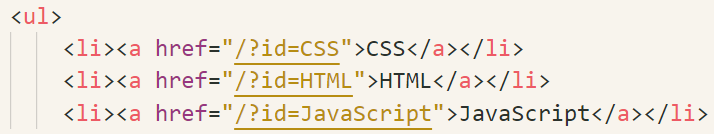 <ul>
<li><a href="/?id=CSS">CSS</a></li>
<li><a href="/?id=HTML">HTML</a></li>
<li><a href="/?id=JavaScript">JavaScript</a></li>